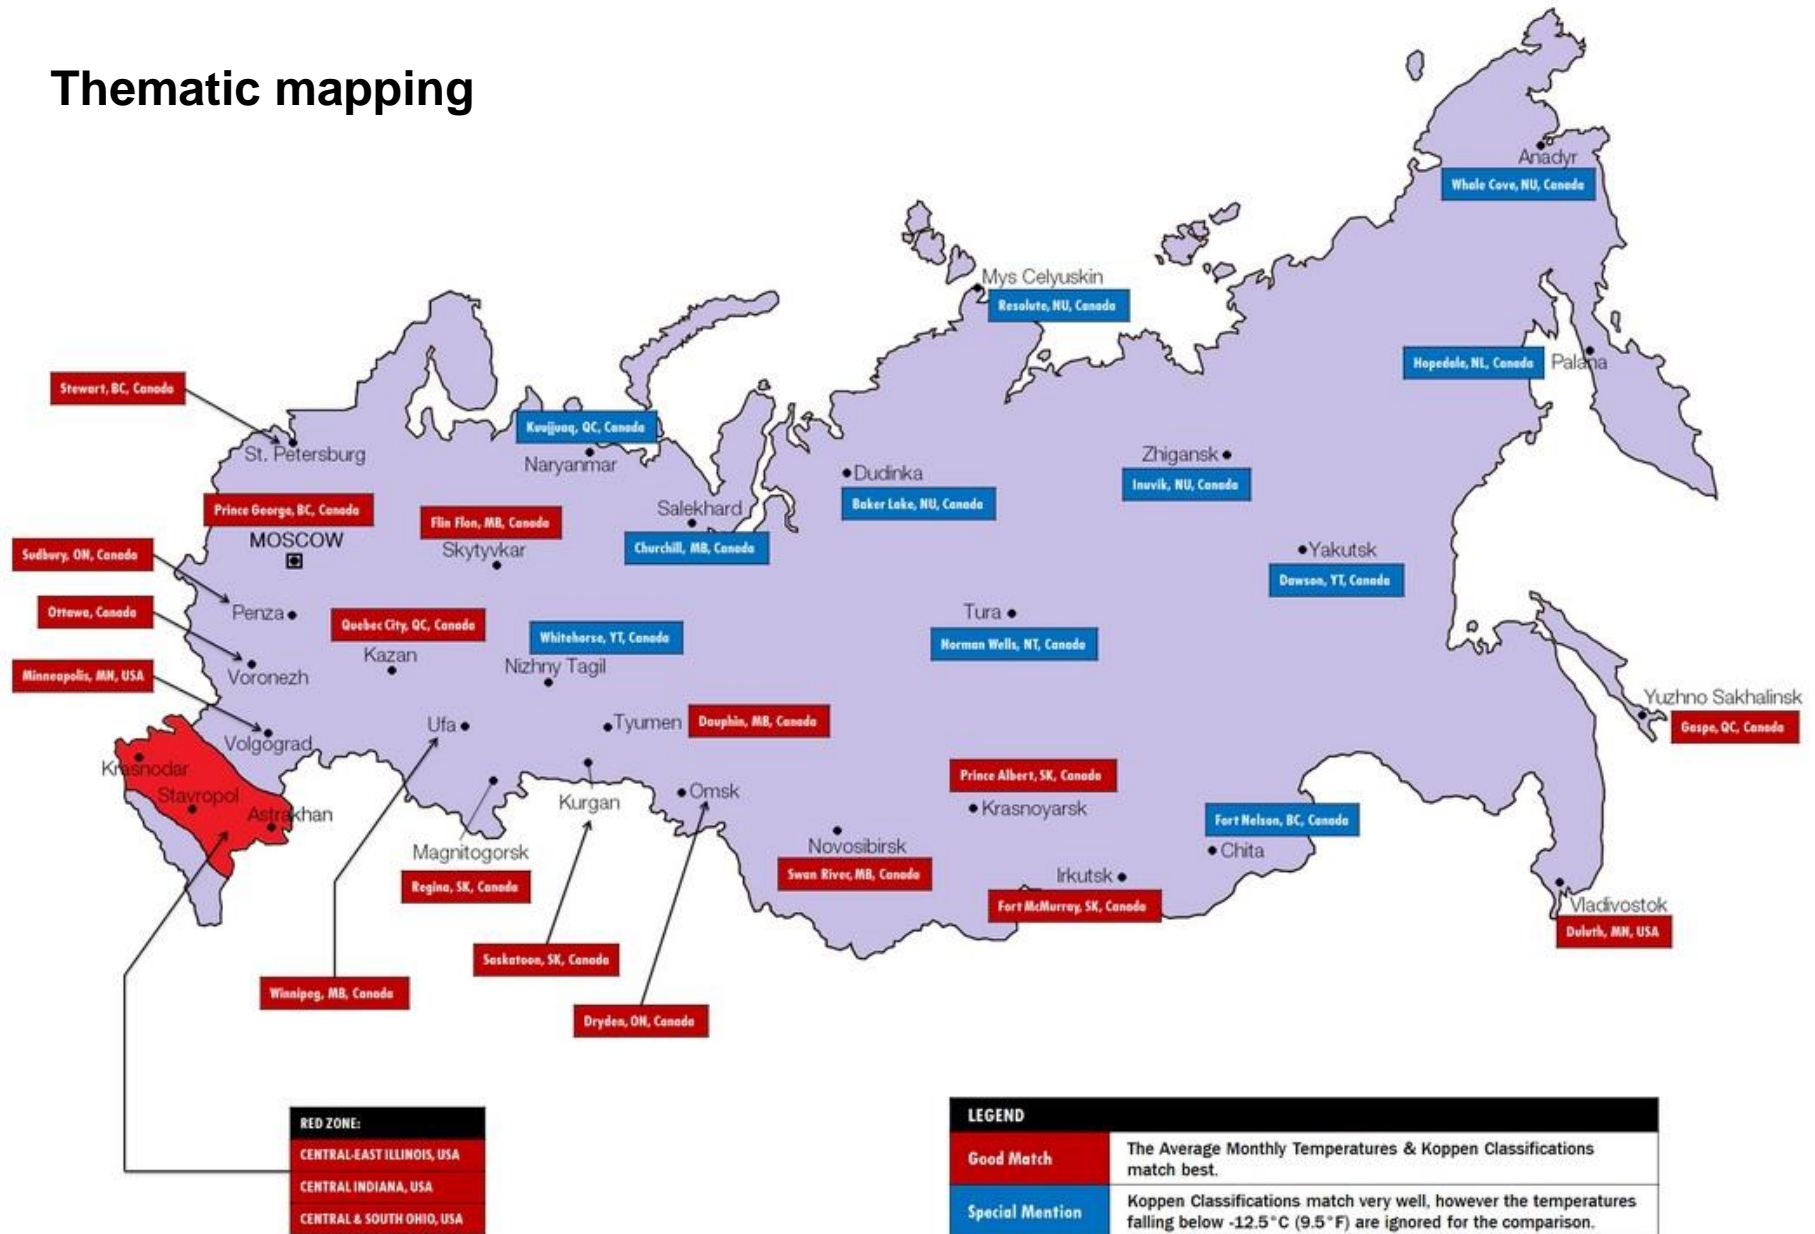 Thematic mapping
Anadyr
Whale Cove, NU, Canada
Mys Celyuskin
Resolute, NU, Canada
Hopedale, NL, Canada
Palana
Stewart, BC, Canada
St. Petersburg
Kuujjuaq, QC, Canada
Naryanmar
Zhigansk
Inuvik, NU, Canada
Dudinka
Baker Lake, NU, Canada
Prince George, BC, Canada
MOSCOW
Flin Flon, MB, Canada
Skytyvkar
Salekhard
Churchill, MB, Canada
Sudbury, ON, Canada
Yakutsk
Dawson, YT, Canada
Ottawa, Canada
Penza
Quebec City, QC, Canada
Kazan
Whitehorse, YT, Canada
Nizhny Tagil
Tura
Norman Wells, NT, Canada
Minneapolis, MN, USA
Voronezh
Yuzhno Sakhalinsk
Gaspe, QC, Canada
Volgograd
Ufa
Tyumen
Dauphin, MB, Canada
Krasnodar
Stavropol
Astrakhan
Kurgan
Omsk
Prince Albert, SK, Canada
Krasnoyarsk
Fort Nelson, BC, Canada
Chita
Magnitogorsk
Regina, SK, Canada
Novosibirsk
Swan River, MB, Canada
Irkutsk
Fort McMurray, SK, Canada
Vladivostok
Duluth, MN, USA
Saskatoon, SK, Canada
Winnipeg, MB, Canada
Dryden, ON, Canada
RED ZONE:
CENTRAL-EAST ILLINOIS, USA
CENTRAL INDIANA, USA
CENTRAL & SOUTH OHIO, USA
LEGEND
Good Match
The Average Monthly Temperatures & Koppen Classifications
match best.
Special Mention
Koppen Classifications match very well, however the temperatures
falling below -12.5°C (9.5°F) are ignored for the comparison.